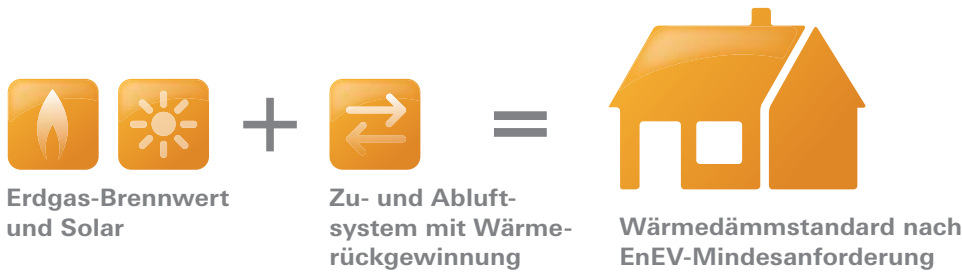 Erdgas-Brennwert
und Solar
Zu- und Abluft-
system mit Wärme-
rückgewinnung
Wärmedämmstandard nach
EnEV-Mindesanforderung